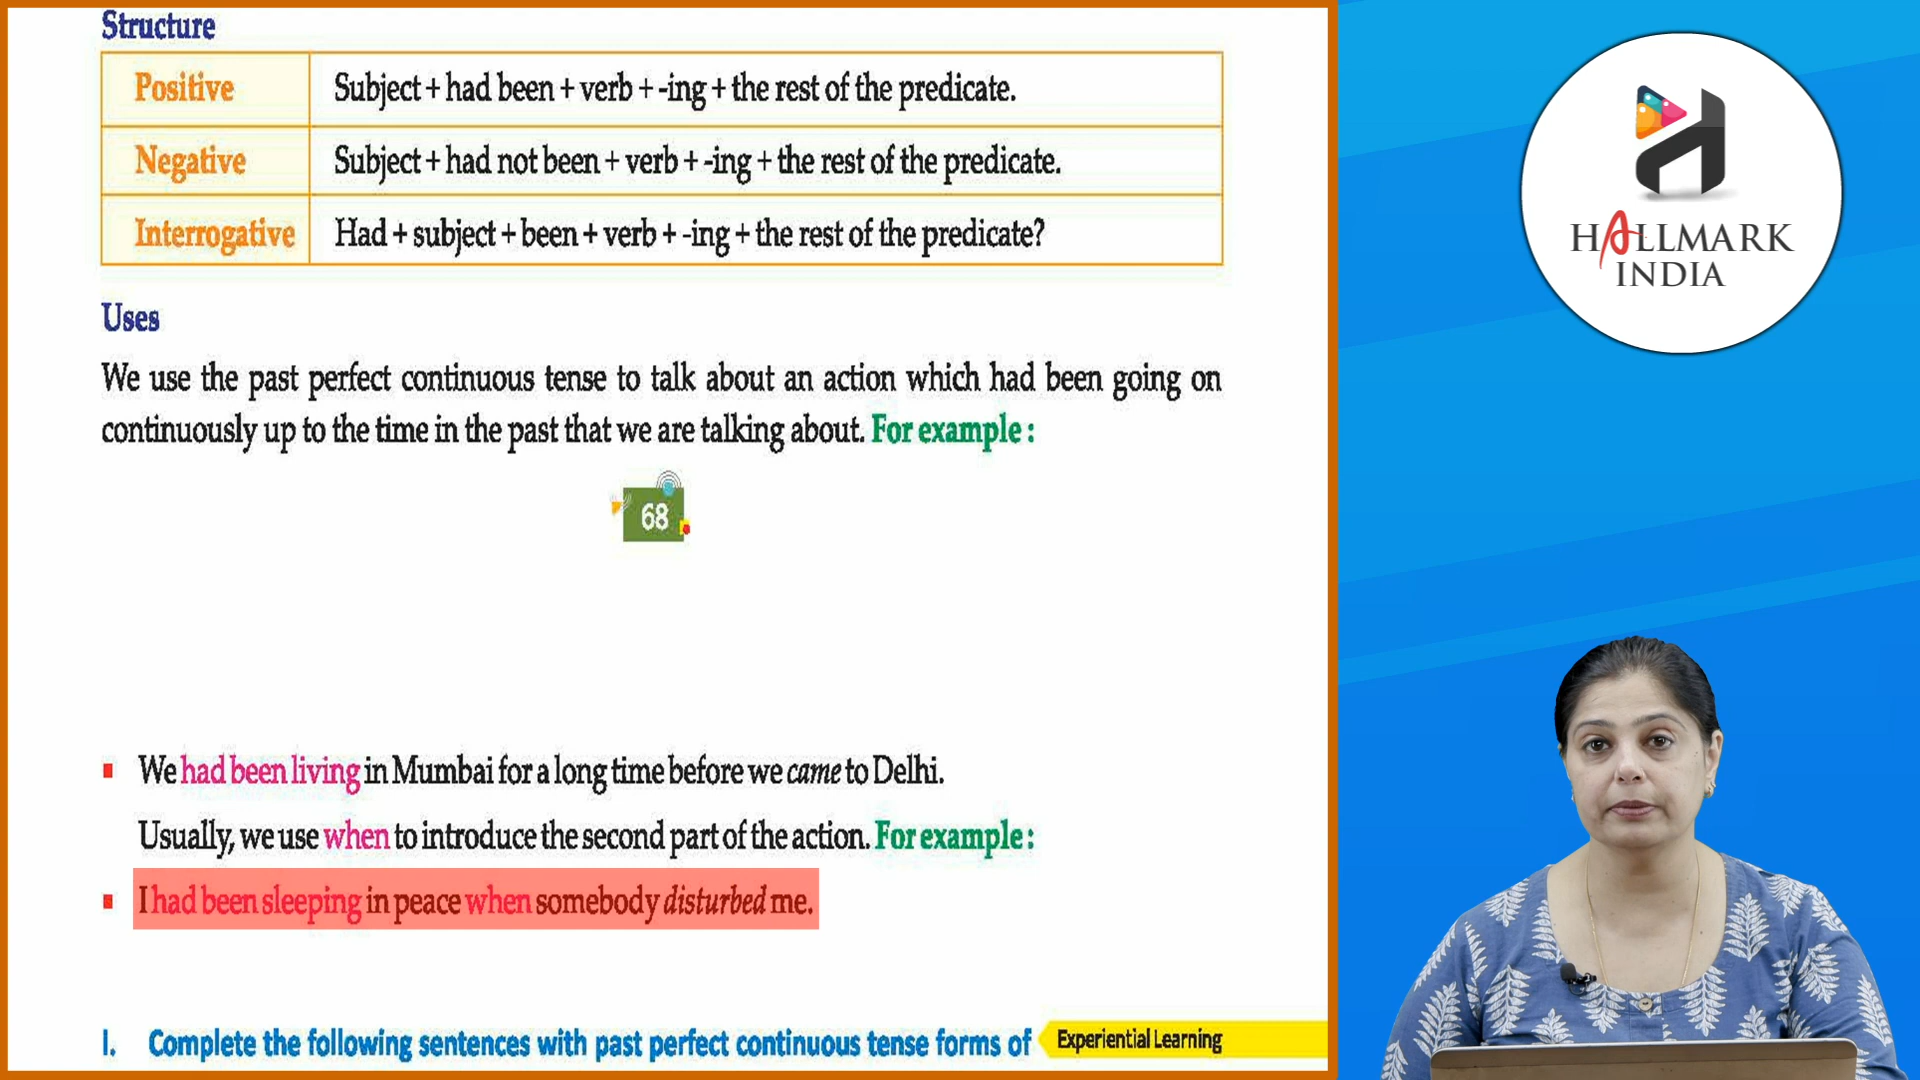 Structure
Positive Subject + had been + verb + -ing + the rest of the predicate.
Negative Subject + had not been + verb + -ing + the rest of the predicate.
Interrogative Had + subject + been + verb + -ing + the rest of the predicate?
Uses
We use the past perfect continuous tense to talk about an action which had been going on
continuously up to the time in the past that we are talking about. For example :
68
▪ We had been living in Mumbai for a long time before we came to Delhi.
Usually, we use when to introduce the second part of the action. For example :
▪ I had been sleeping in peace when somebody disturbed me.
I. Complete the following sentences with past perfect continuous tense forms of
Experiential Learning
HALLMARK
INDIA